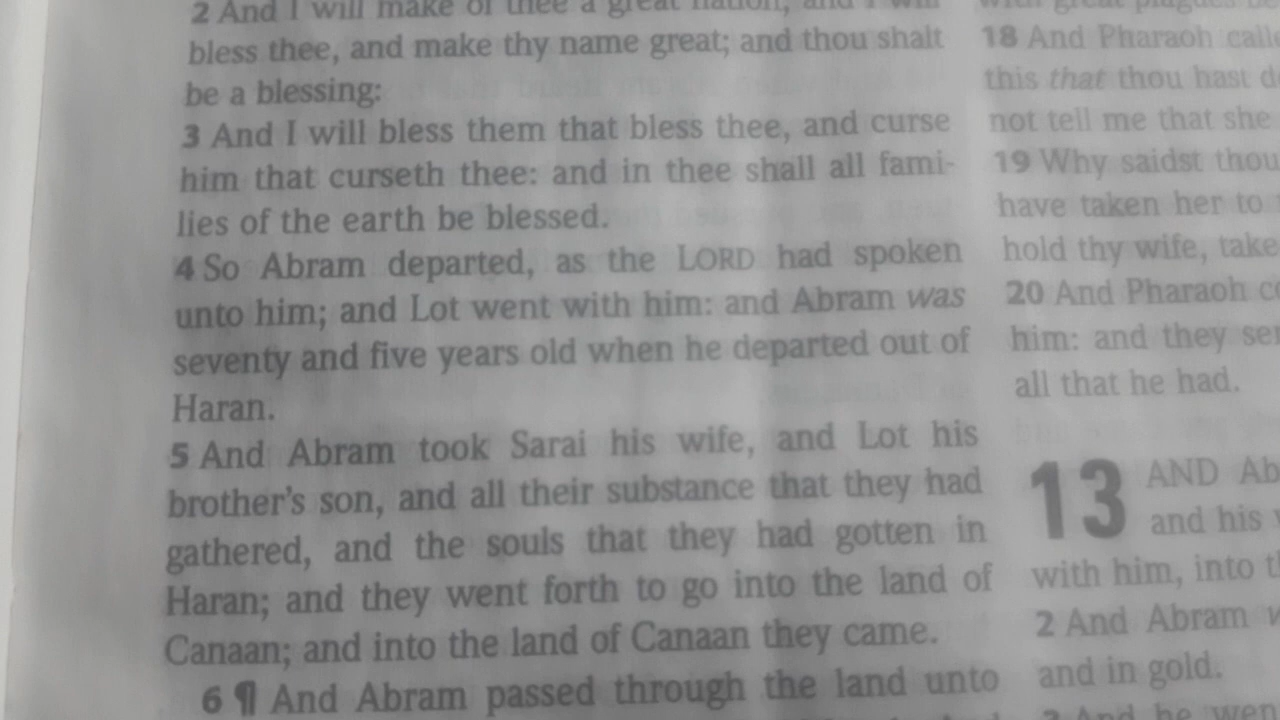 2 And I will make of thee a great nation, and I will
bless thee, and make thy name great; and thou shalt
be a blessing:
3 And I will bless them that bless thee, and curse
him that curseth thee: and in thee shall all fami-
lies of the earth be blessed.
4 So Abram departed, as the LORD had spoken
unto him; and Lot went with him: and Abram was
seventy and five years old when he departed out of
Haran.
5 And Abram took Sarai his wife, and Lot his
brother's son, and all their substance that they had
gathered, and the souls that they had gotten in
Haran; and they went forth to go into the land of
Canaan; and into the land of Canaan they came.
6 ¶ And Abram passed through the land unto
with great plagues
18 And Pharaoh calle
this that thou hast d
not tell me that she
19 Why saidst thou
have taken her to
hold thy wife, take
20 And Pharaoh co
him: and they se
all that he had.
13 AND Ab
and his
with him, into t
2 And Abram
and in gold.
3 And he wen